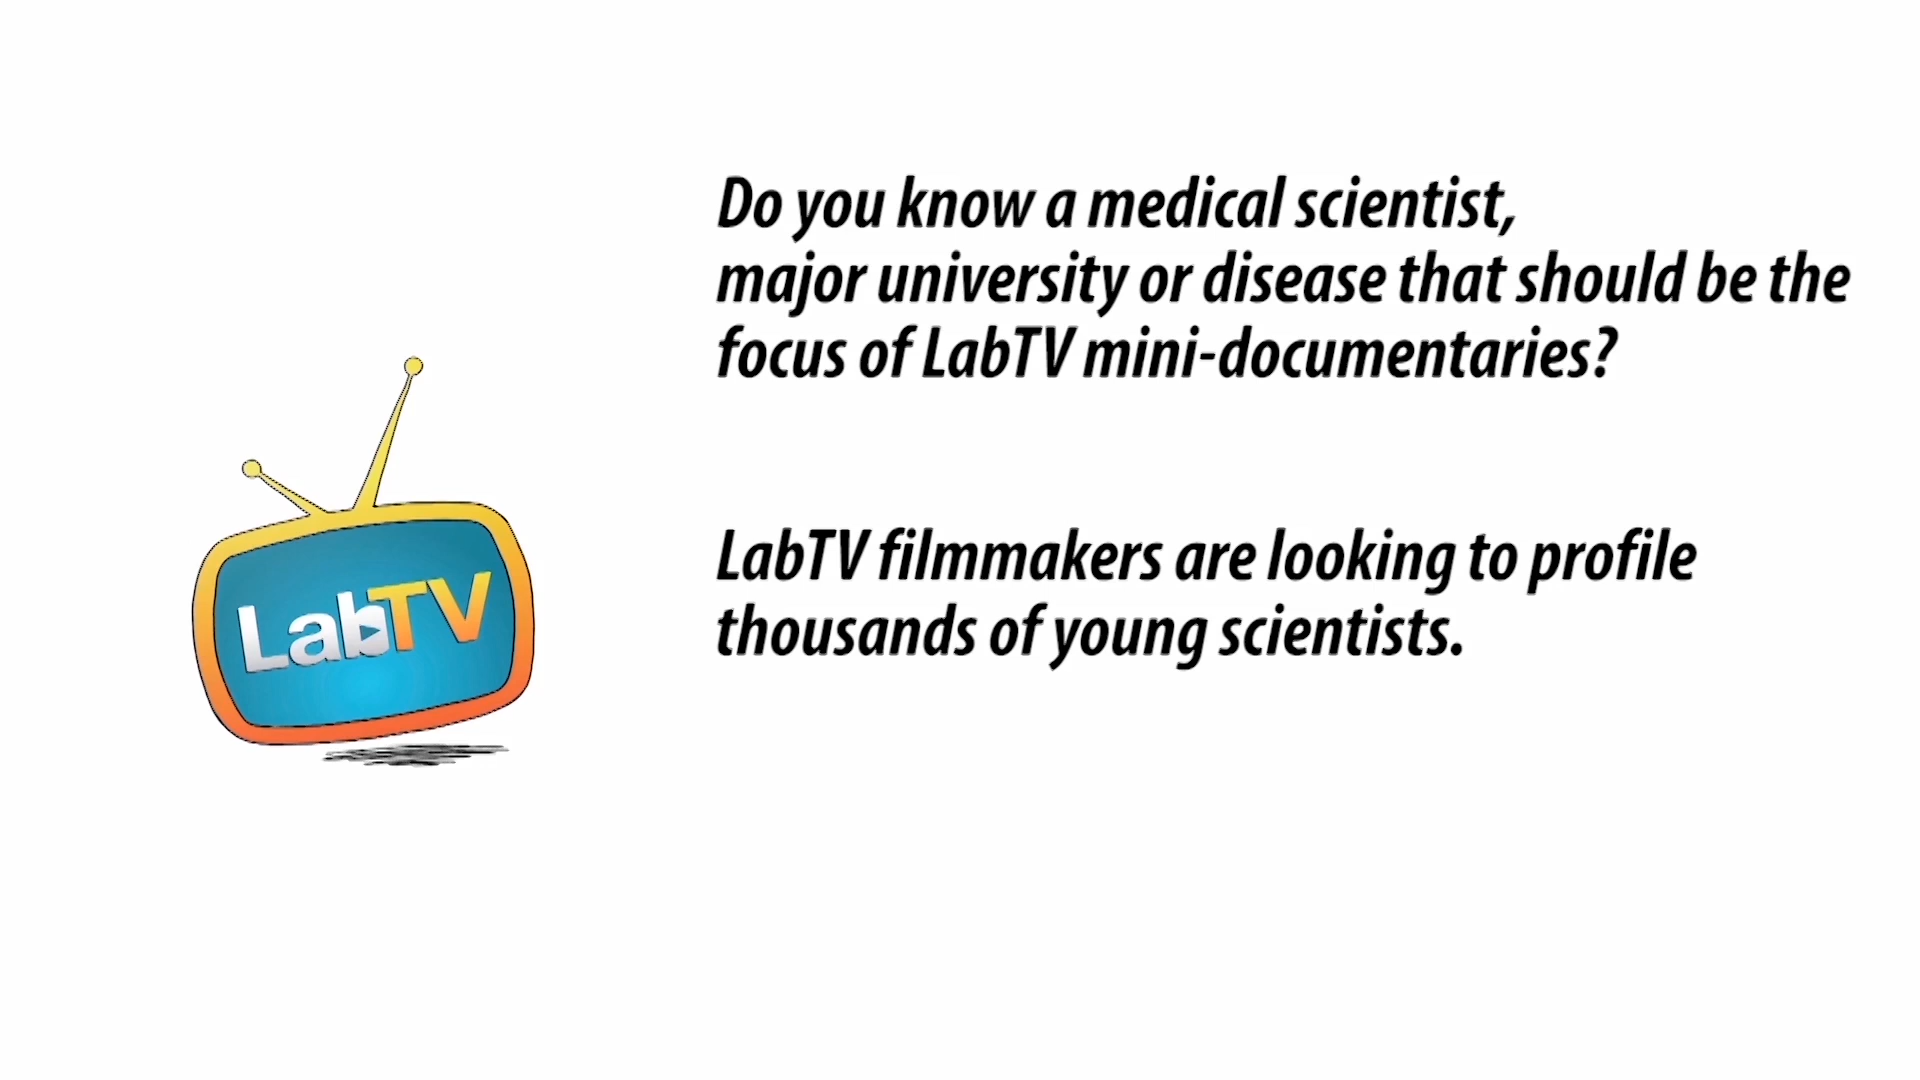 Do you know a medical scientist,
major university or disease that should be the
focus of LabTV mini-documentaries?
LabTV
LabTV filmmakers are looking to profile
thousands of young scientists.